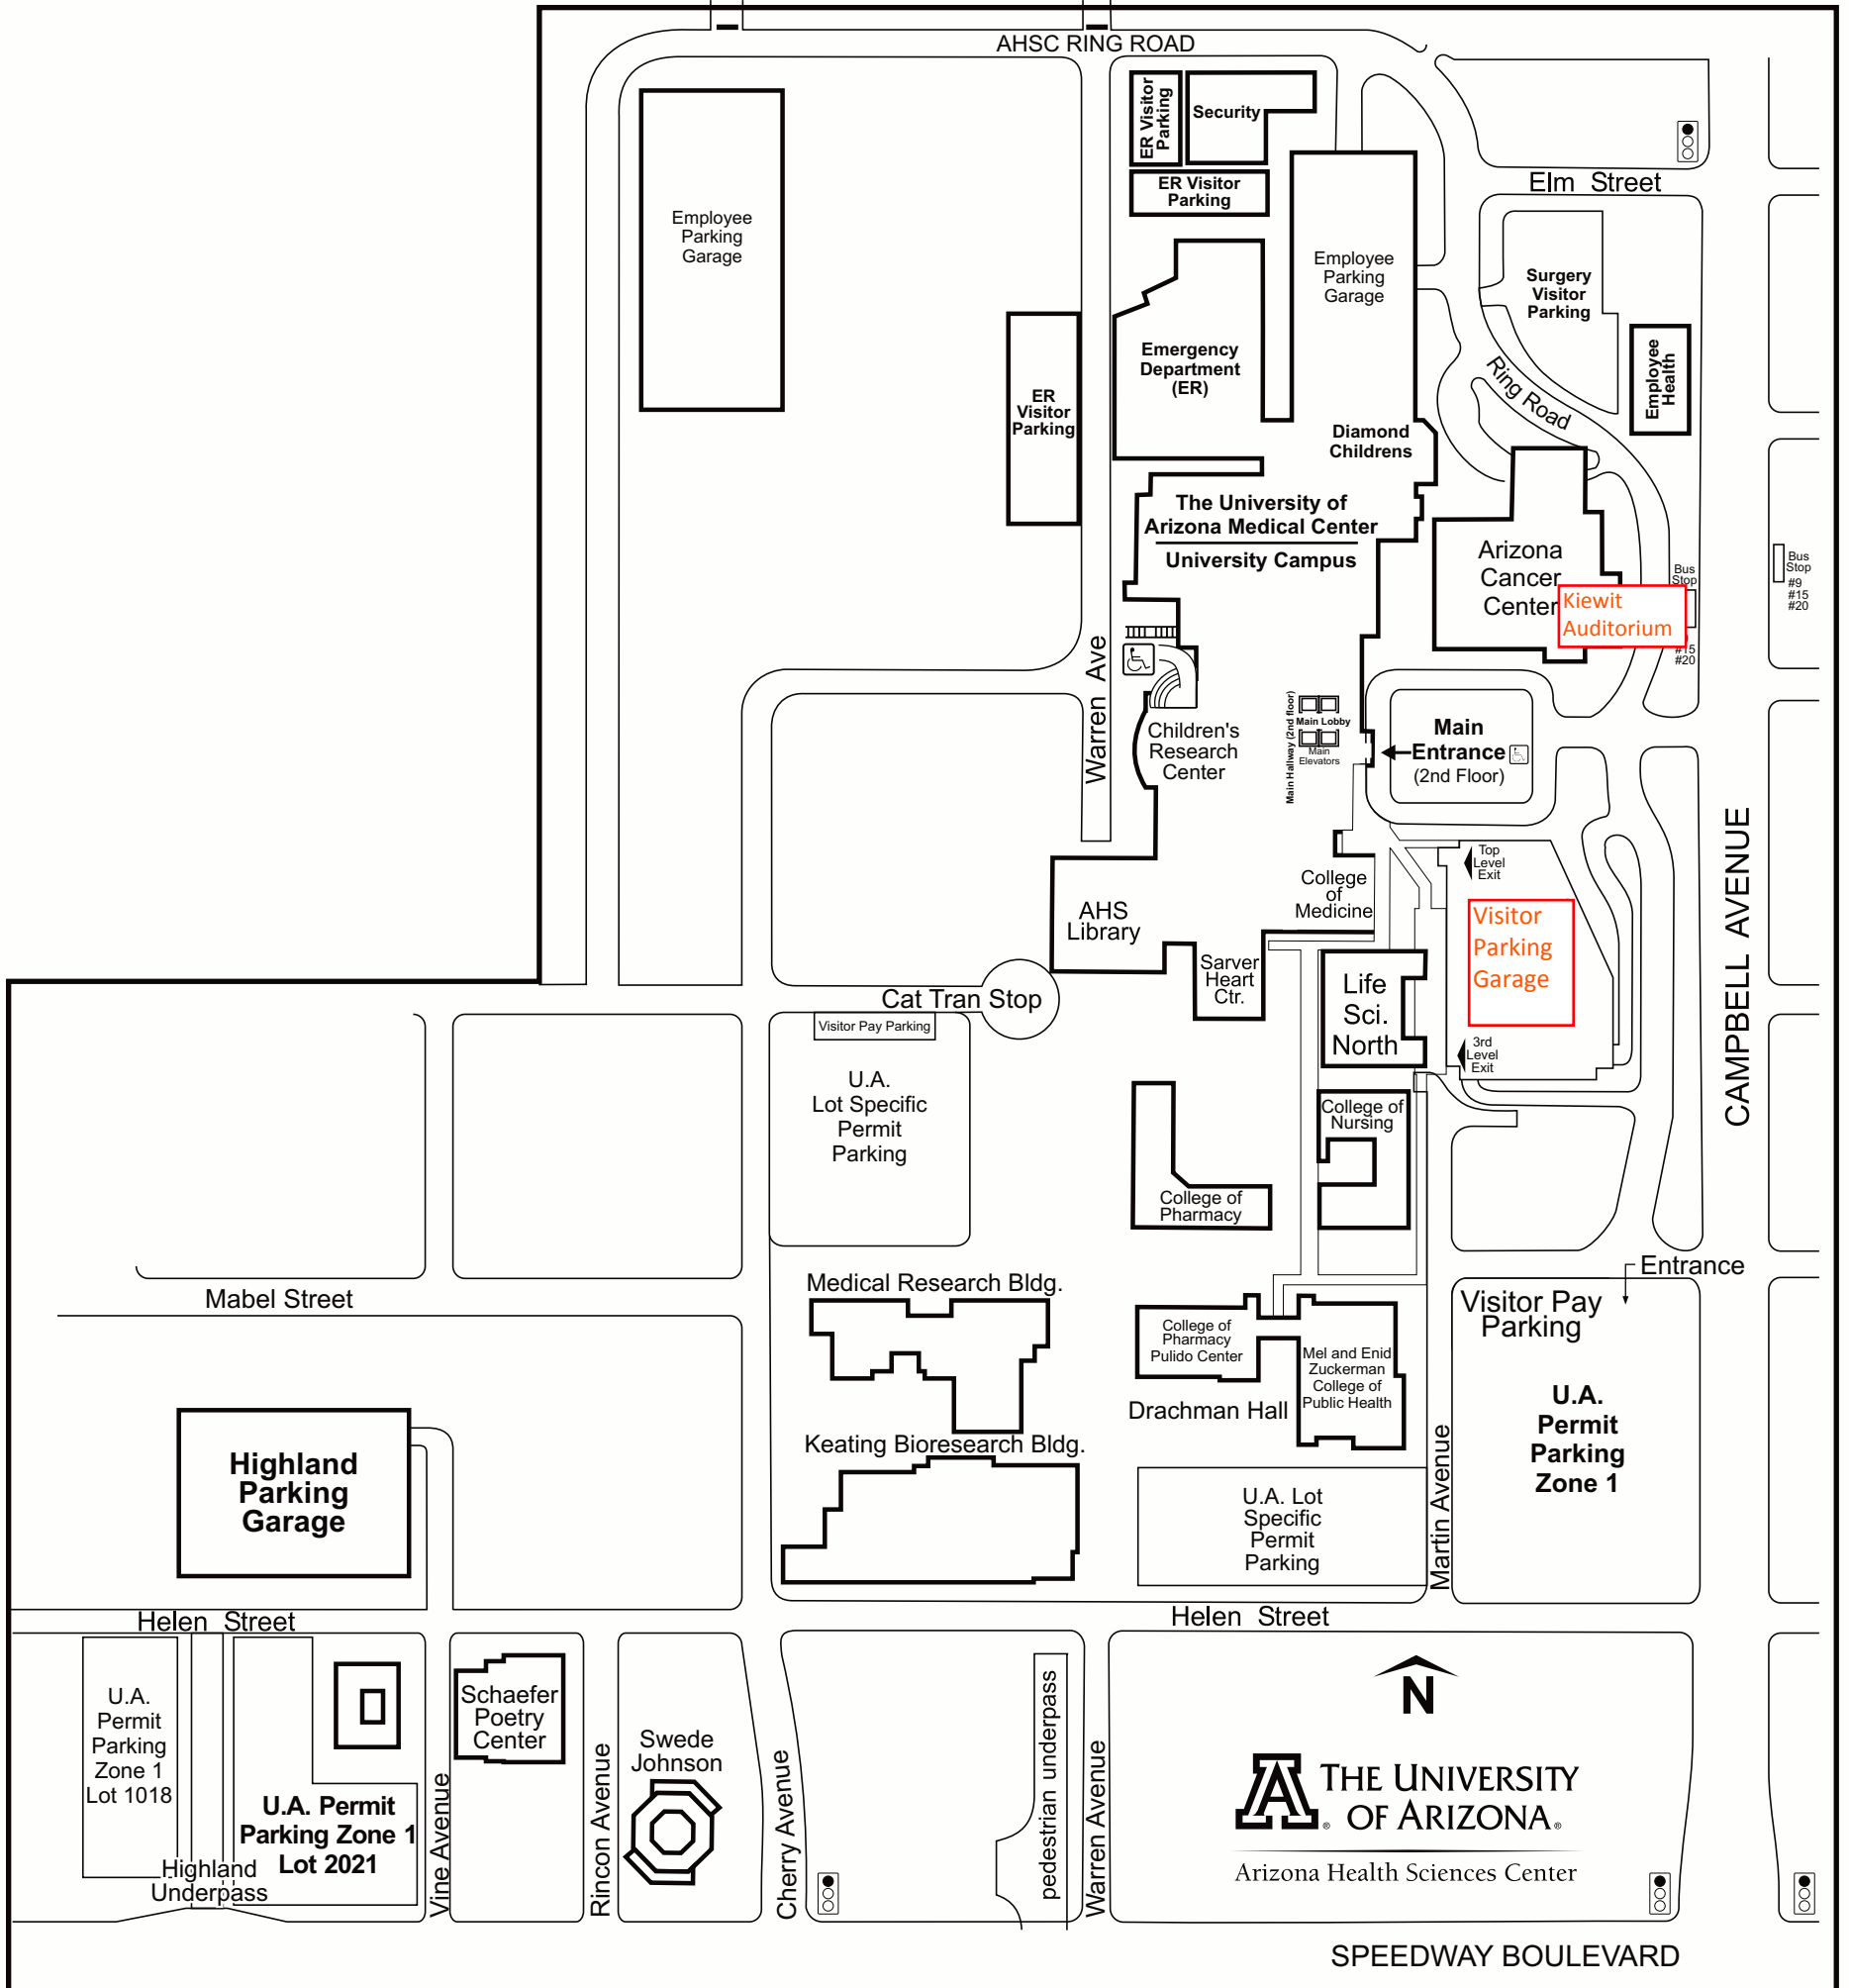 AHSC RING ROAD
ER Visitor
Parking
Security
ER Visitor
Parking
Elm Street
Employee
Parking
Garage
Employee
Parking
Garage
Surgery
Visitor
Parking
Employee
Health
Ring Road
Emergency
Department
(ER)
ER
Visitor
Parking
Diamond
Childrens
The University of
Arizona Medical Center
University Campus
Arizona
Cancer
Center
Kiewit
Auditorium
Bus
Stop
#15
#20
Bus
Stop
#9
#15
#20
Warren Ave
Children's
Research
Center
Main Hallway (2nd floor)
Main Lobby
Main
Elevators
Main
Entrance
(2nd Floor)
CAMPBELL AVENUE
Top
Level
Exit
Visitor
Parking
Garage
3rd
Level
Exit
College
of
Medicine
AHS
Library
Sarver
Heart
Ctr.
Life
Sci.
North
Cat Tran Stop
Visitor Pay Parking
U.A.
Lot Specific
Permit
Parking
College of
Nursing
College of
Pharmacy
Entrance
Mabel Street
Medical Research Bldg.
Visitor Pay
Parking
College of
Pharmacy
Pulido Center
Mel and Enid
Zuckerman
College of
Public Health
Drachman Hall
U.A.
Permit
Parking
Zone 1
Highland
Parking
Garage
Keating Bioresearch Bldg.
U.A. Lot
Specific
Permit
Parking
Martin Avenue
Helen Street
Helen Street
U.A.
Permit
Parking
Zone 1
Lot 1018
U.A. Permit
Parking Zone 1
Lot 2021
Highland
Underpass
Vine Avenue
Schaefer
Poetry
Center
Rincon Avenue
Swede
Johnson
Cherry Avenue
pedestrian underpass
Warren Avenue
N
A THE UNIVERSITY
OF ARIZONA®
Arizona Health Sciences Center
SPEEDWAY BOULEVARD